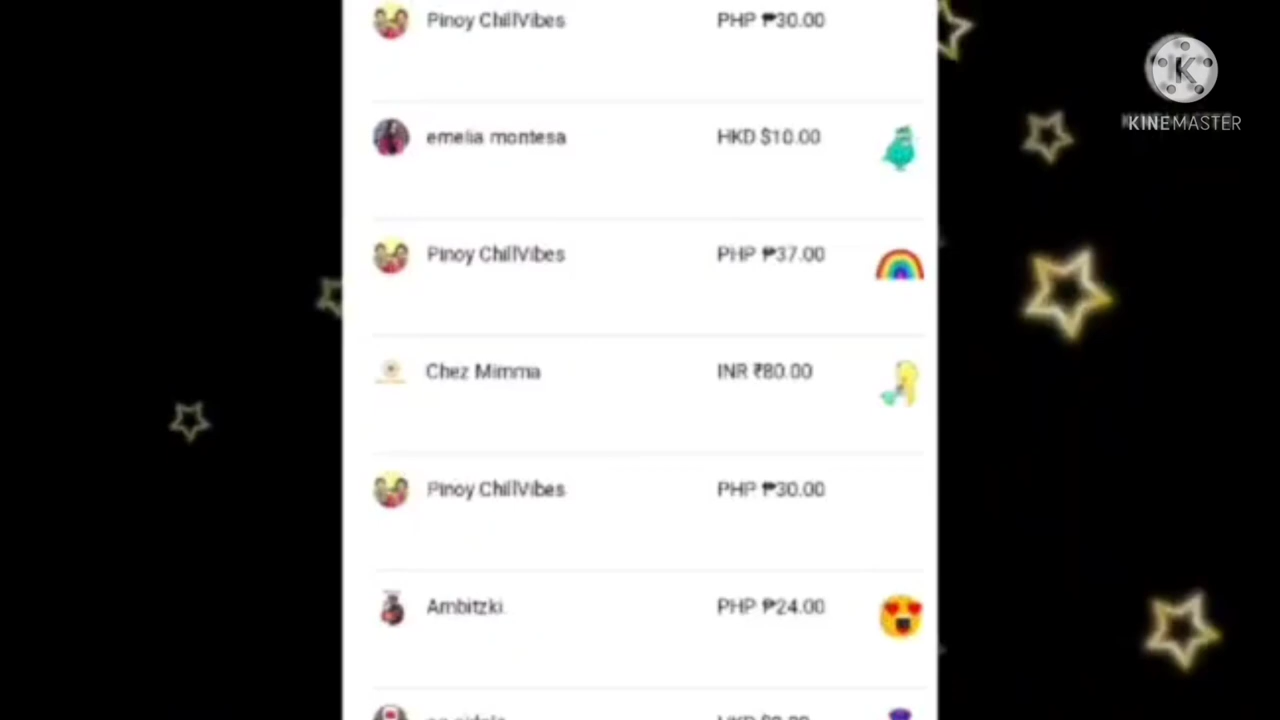 Pinoy ChillVibes PHP ₱30.00
KINEMASTER
emelia montesa HKD $10.00
Pinoy ChillVibes PHP ₱37.00
Chez Mimma INR ₹80.00
Pinoy ChillVibes PHP ₱30.00
Ambitzki PHP ₱24.00